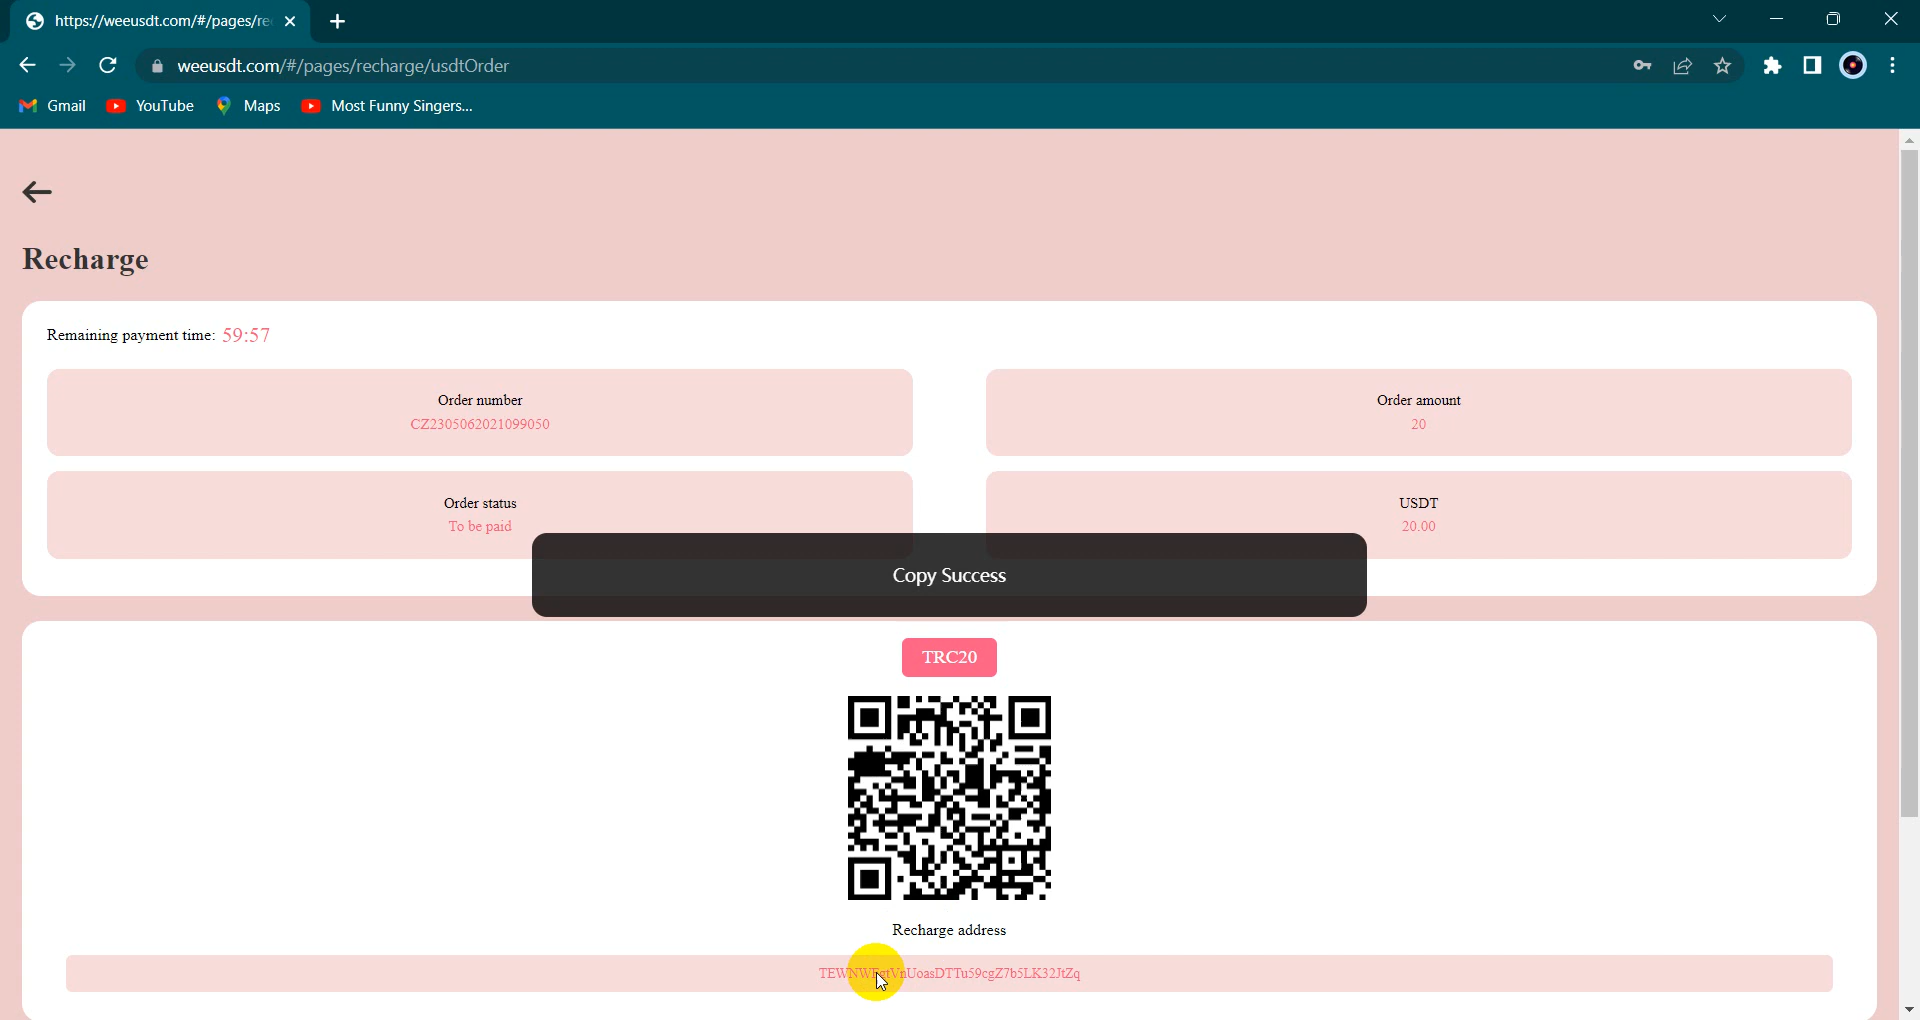 https://weeusdt.com/#/pages/re
weeusdt.com/#/pages/recharge/usdtOrder
Gmail YouTube Maps Most Funny Singers...
Recharge
Remaining payment time: 59:57
Order number
CZ2305062021099050
Order amount
20
Order status
To be paid
USDT
20.00
Copy Success
TRC20
Recharge address